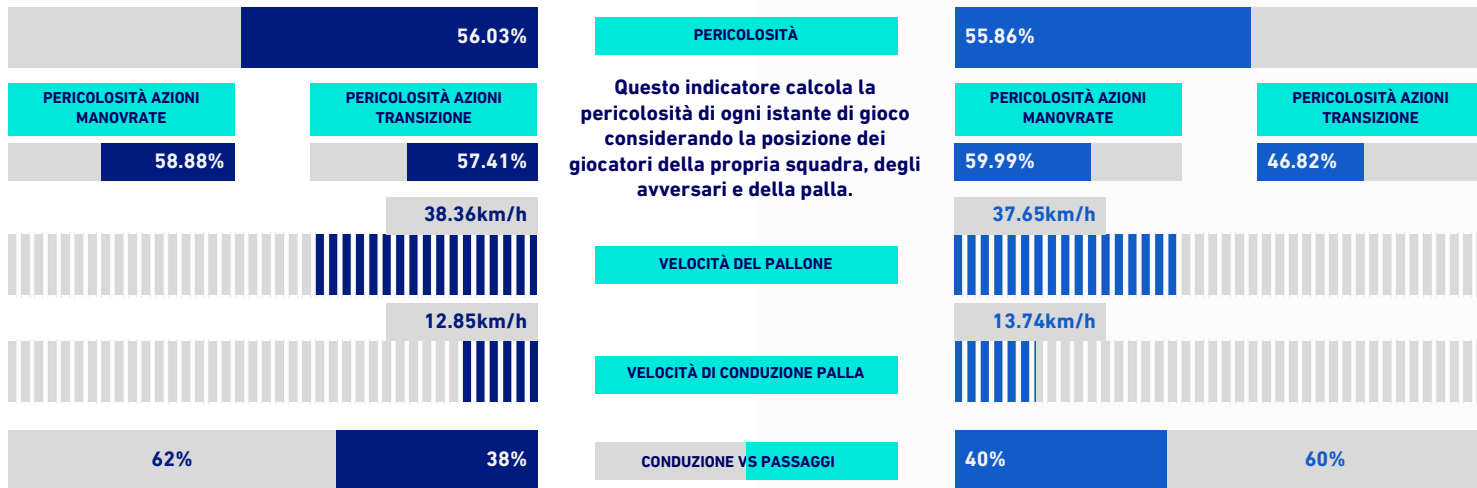 56.03%
PERICOLOSITÀ
55.86%
PERICOLOSITÀ AZIONI
MANOVRATE
PERICOLOSITÀ AZIONI
TRANSIZIONE
58.88%
57.41%
Questo indicatore calcola la
pericolosità di ogni istante di gioco
considerando la posizione dei
giocatori della propria squadra, degli
avversari e della palla.
PERICOLOSITÀ AZIONI
MANOVRATE
PERICOLOSITÀ AZIONI
TRANSIZIONE
59.99%
46.82%
38.36km/h
VELOCITÀ DEL PALLONE
37.65km/h
12.85km/h
VELOCITÀ DI CONDUZIONE PALLA
13.74km/h
62%
38%
CONDUZIONE VS PASSAGGI
40%
60%